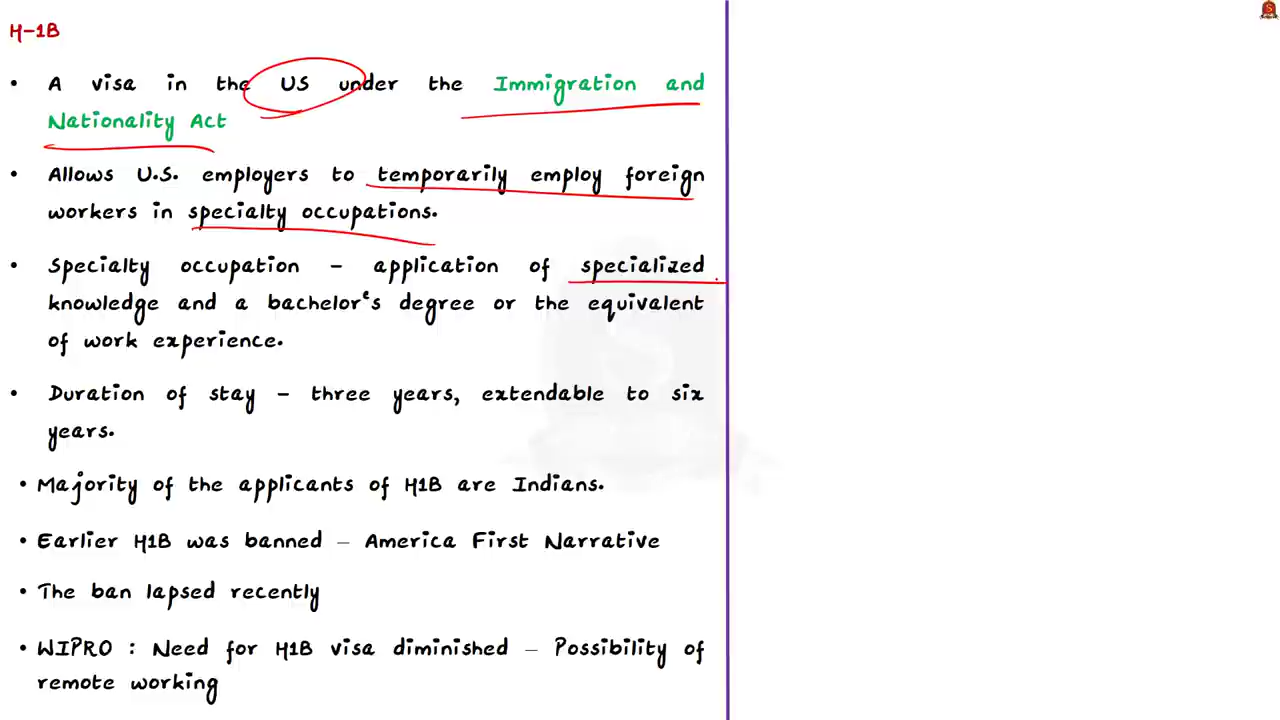 H-1B
• A visa in the US under the Immigration and
Nationality Act
• Allows U.S. employers to temporarily employ foreign
workers in specialty occupations.
• Specialty occupation – application of specialized
knowledge and a bachelor's degree or the equivalent
of work experience.
• Duration of stay – three years, extendable to six
years.
• Majority of the applicants of H1B are Indians.
• Earlier H1B was banned – America First Narrative
• The ban lapsed recently
• WIPRO : Need for H1B visa diminished – Possibility of
remote working